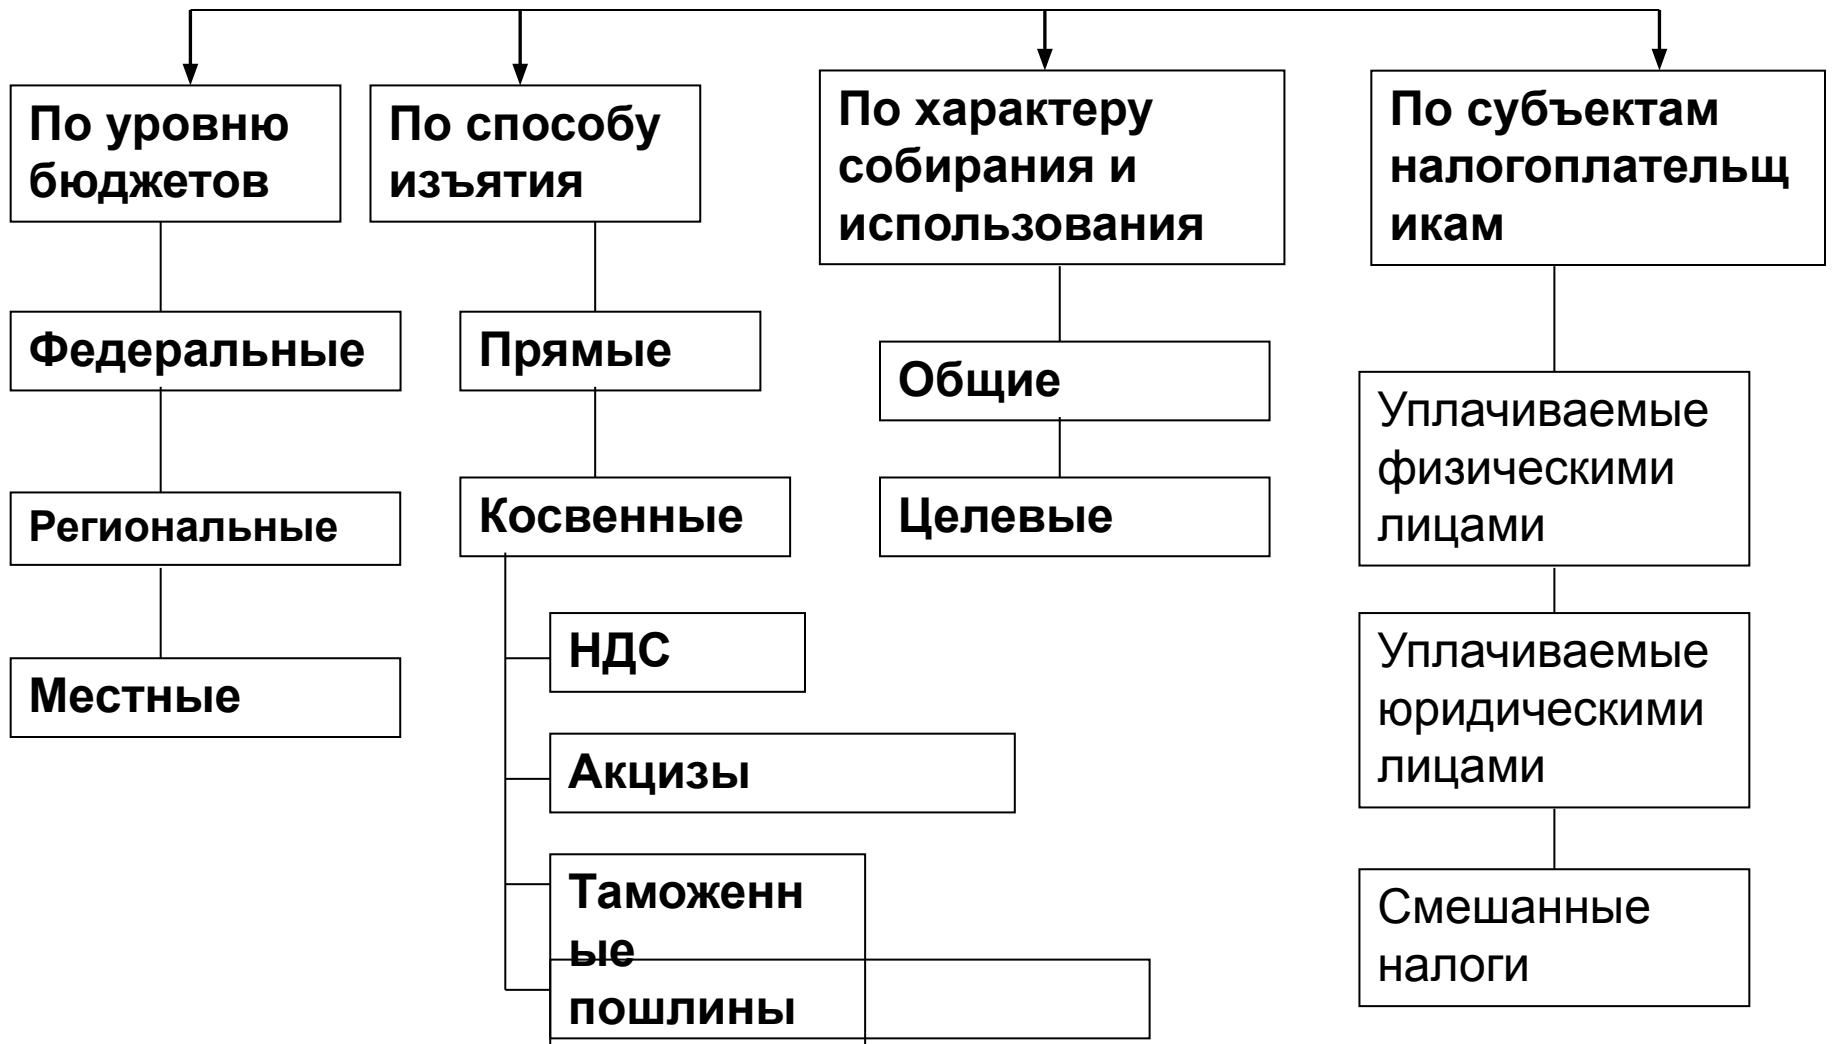 По уровню
бюджетов
По способу
изъятия
По характеру
собирания и
использования
По субъектам
налогоплательщ
икам
Федеральные
Региональные
Местные
Прямые
Косвенные
НДС
Акцизы
Таможенн
ые
пошлины
Общие
Целевые
Уплачиваемые
физическими
лицами
Уплачиваемые
юридическими
лицами
Смешанные
налоги